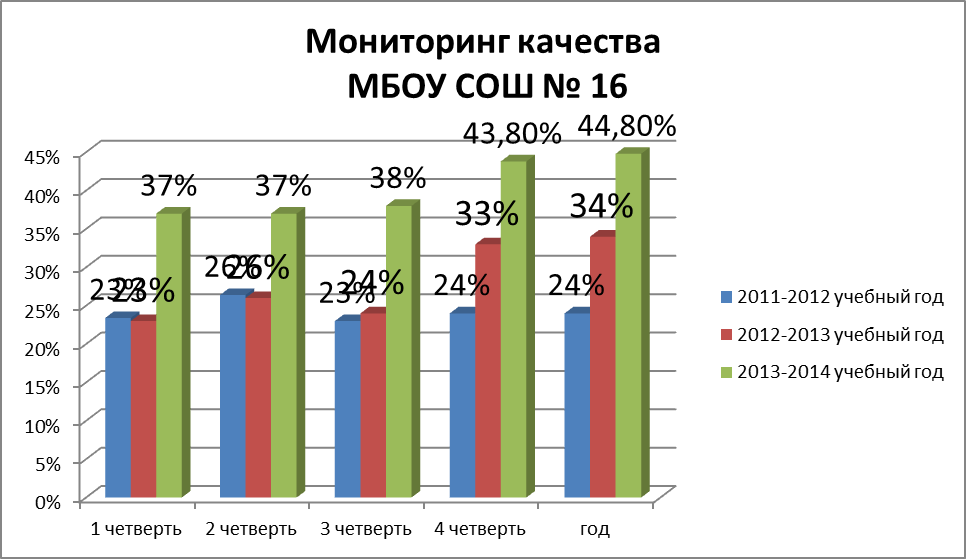 Мониторинг качества
МБОУ СОШ № 16
45%
40%
35%
30%
25%
20%
15%
10%
5%
0%
23%
23%
37%
26%
26%
37%
23%
24%
38%
24%
33%
43,80%
24%
34%
44,80%
1 четверть
2 четверть
3 четверть
4 четверть
год
2011-2012 учебный год
2012-2013 учебный год
2013-2014 учебный год